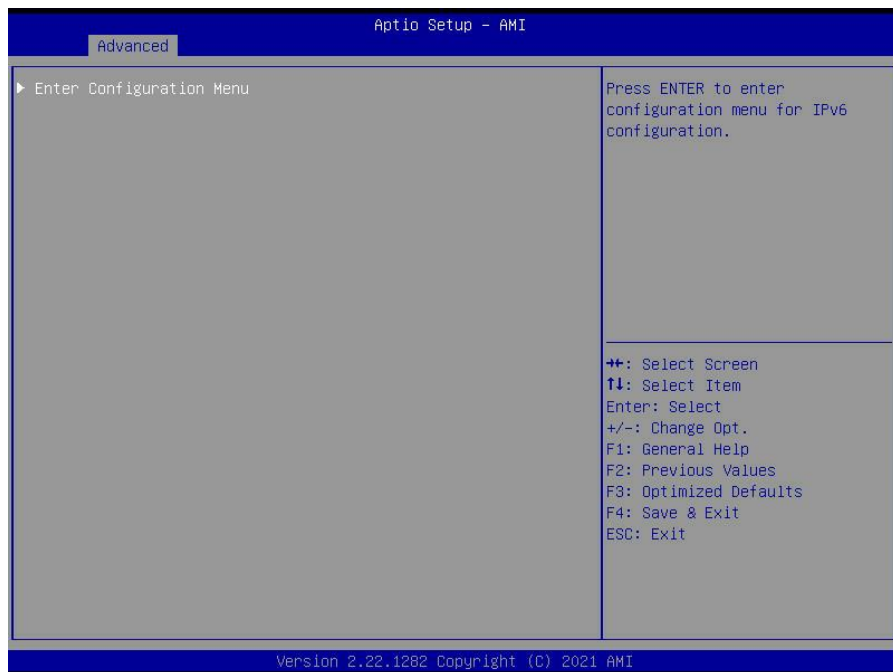 Aptio Setup – AMI
Advanced
▶ Enter Configuration Menu
Press ENTER to enter
configuration menu for IPv6
configuration.
→←: Select Screen
↑↓: Select Item
Enter: Select
+/-: Change Opt.
F1: General Help
F2: Previous Values
F3: Optimized Defaults
F4: Save & Exit
ESC: Exit
Version 2.22.1282 Copyright (C) 2021 AMI